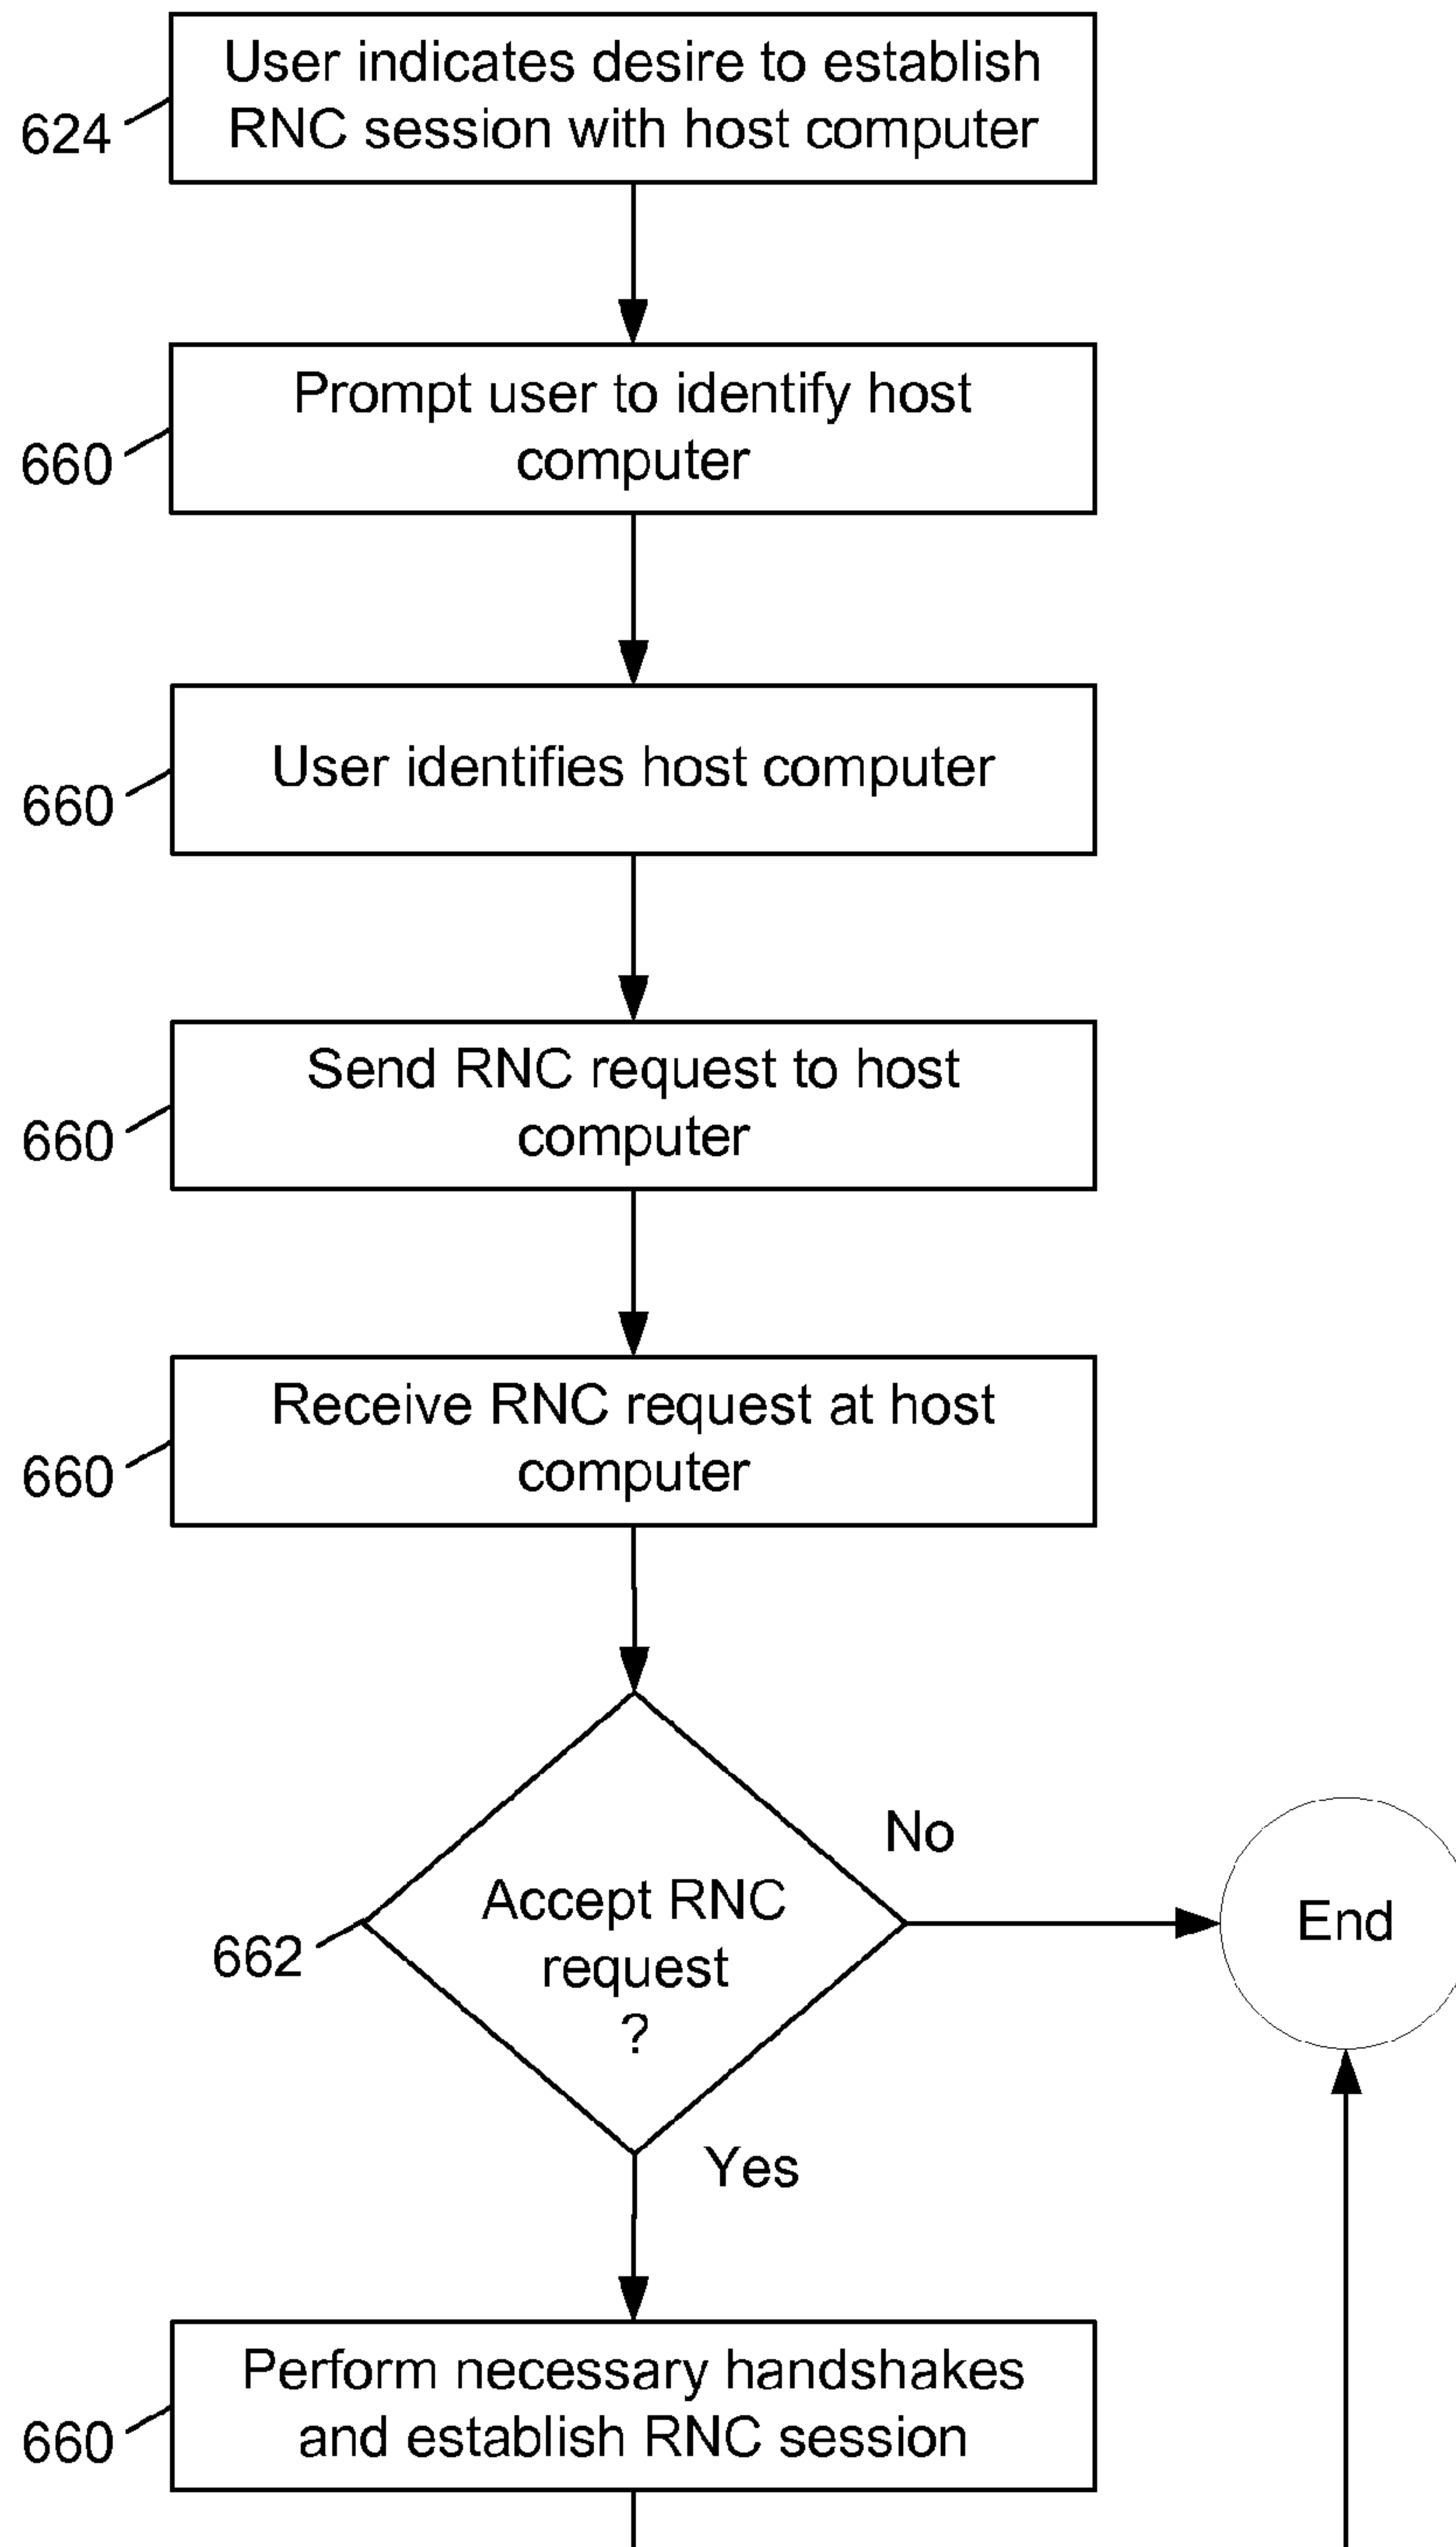 User indicates desire to establish
RNC session with host computer
624
Prompt user to identify host
computer
660
User identifies host computer
660
Send RNC request to host
computer
660
Receive RNC request at host
computer
660
Accept RNC
request
?
662
No
End
Yes
Perform necessary handshakes
and establish RNC session
660